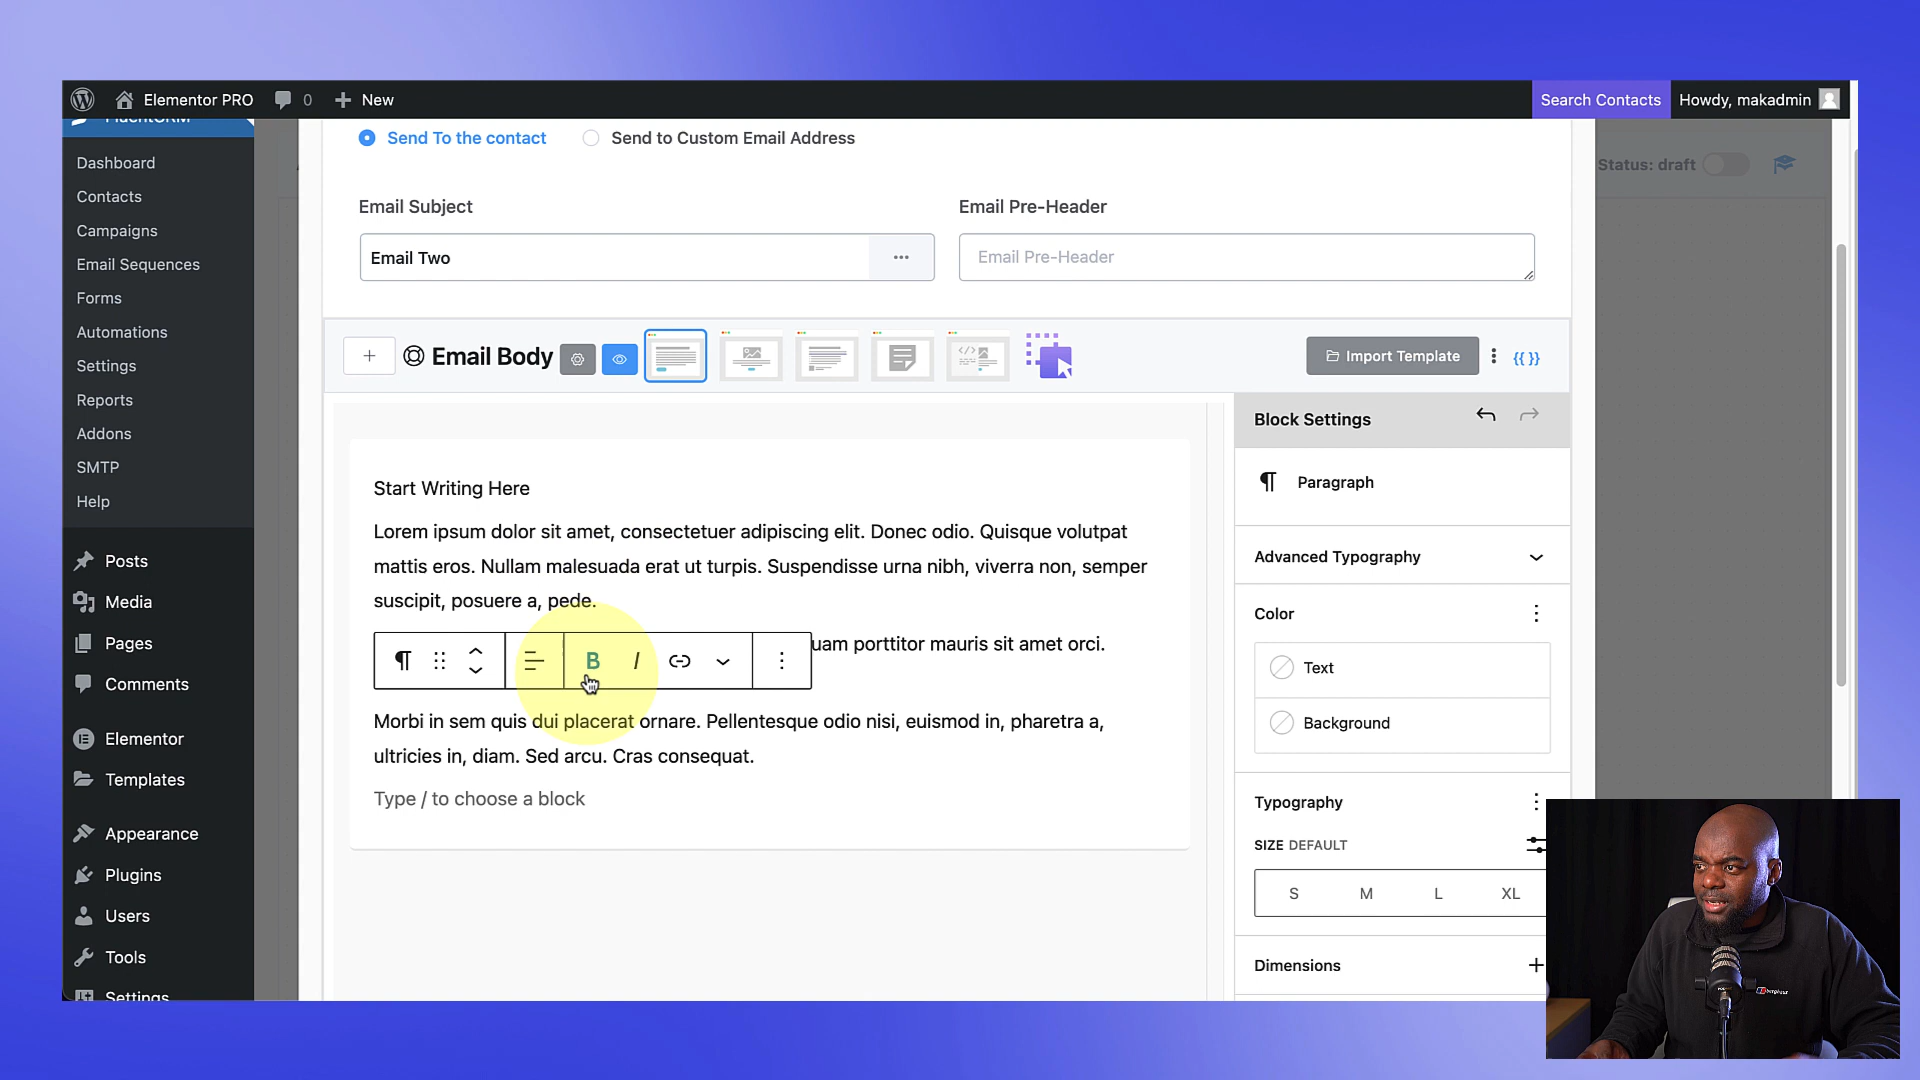 Elementor PRO
0
New
Search Contacts
Howdy, makadmin
FluentCRM
Dashboard
Contacts
Campaigns
Email Sequences
Forms
Automations
Settings
Reports
Addons
SMTP
Help
Posts
Media
Pages
Comments
Elementor
Templates
Appearance
Plugins
Users
Tools
Settings
Send To the contact
Send to Custom Email Address
Status: draft
Email Subject
Email Pre-Header
Email Two
Email Pre-Header
Email Body
Import Template
{{ }}
Start Writing Here
Lorem ipsum dolor sit amet, consectetuer adipiscing elit. Donec odio. Quisque volutpat
mattis eros. Nullam malesuada erat ut turpis. Suspendisse urna nibh, viverra non, semper
suscipit, posuere a, pede.
uam porttitor mauris sit amet orci.
B I
Morbi in sem quis dui placerat ornare. Pellentesque odio nisi, euismod in, pharetra a,
ultricies in, diam. Sed arcu. Cras consequat.
Type / to choose a block
Block Settings
Paragraph
Advanced Typography
Color
Text
Background
Typography
SIZE DEFAULT
S M L XL
Dimensions
berghaus